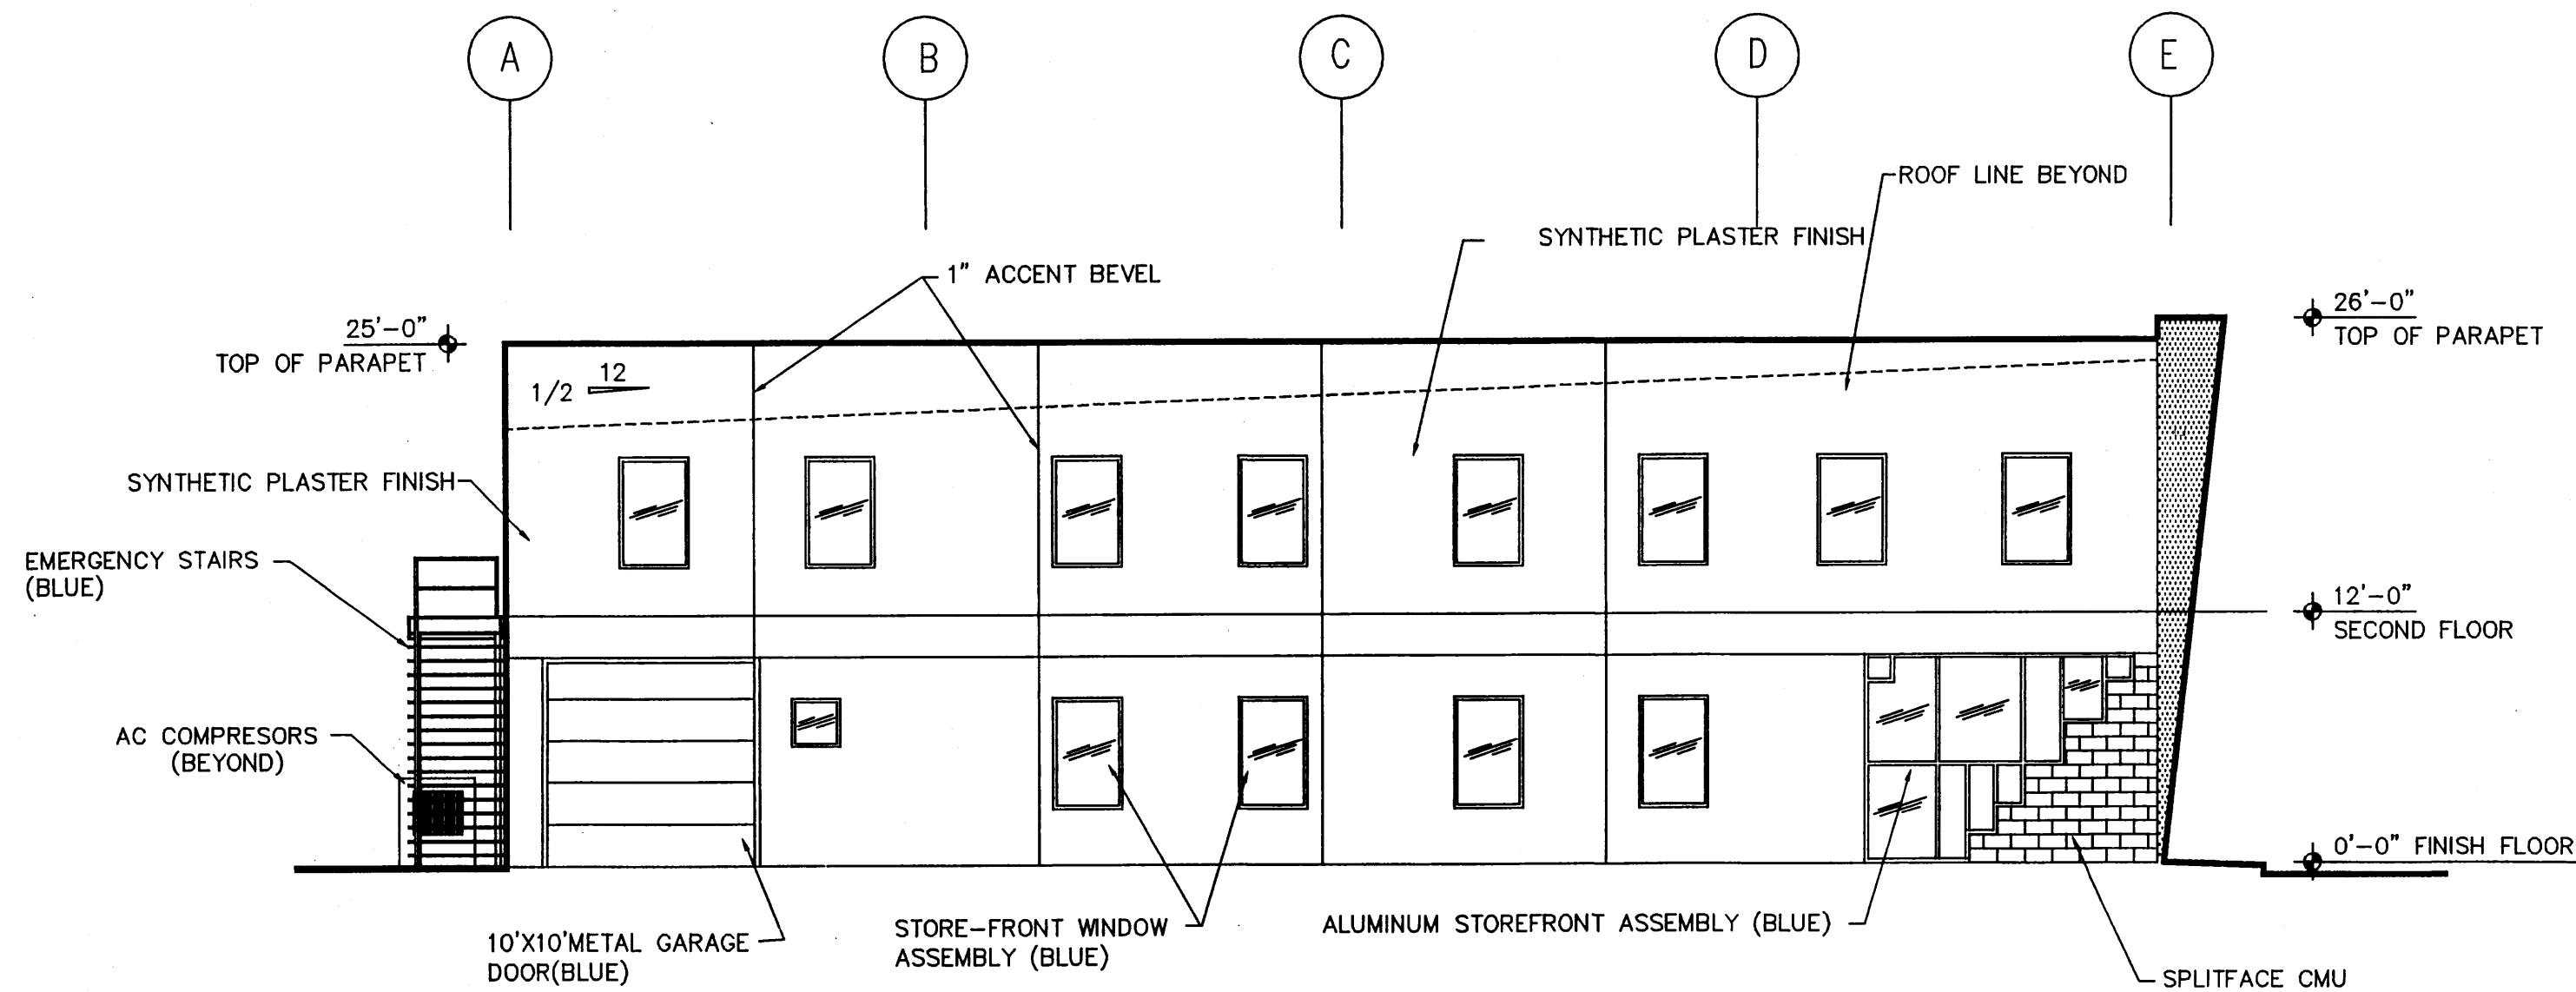 A B C D E
ROOF LINE BEYOND
SYNTHETIC PLASTER FINISH
1" ACCENT BEVEL
25'-0"
TOP OF PARAPET
26'-0"
TOP OF PARAPET
12
1/2
SYNTHETIC PLASTER FINISH
EMERGENCY STAIRS
(BLUE)
12'-0"
SECOND FLOOR
AC COMPRESORS
(BEYOND)
0'-0" FINISH FLOOR
10'X10'METAL GARAGE
DOOR(BLUE)
STORE-FRONT WINDOW
ASSEMBLY (BLUE)
ALUMINUM STOREFRONT ASSEMBLY (BLUE)
SPLITFACE CMU